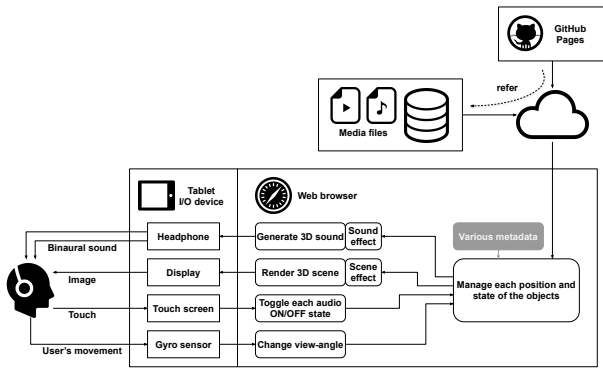 GitHub
Pages
refer
Media files
Tablet
I/O device
Web browser
Headphone
Generate 3D sound
Sound
effect
Various metadata
Binaural sound
Display
Render 3D scene
Scene
effect
Manage each position and
state of the objects
Image
Touch screen
Toggle each audio
ON/OFF state
Touch
Gyro sensor
Change view-angle
User's movement